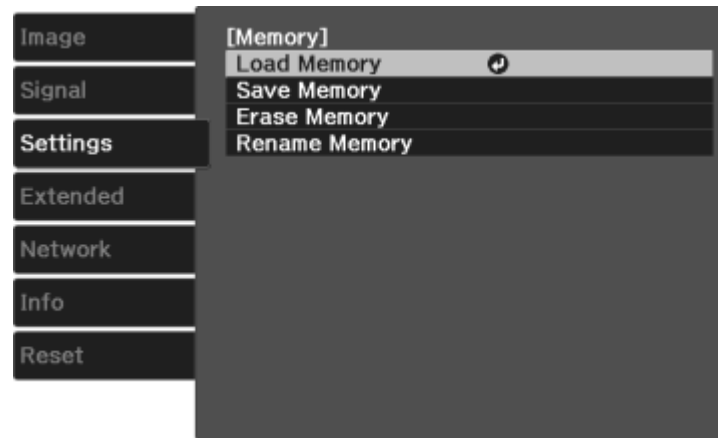 Image
Signal
Settings
Extended
Network
Info
Reset
[Memory]
Load Memory
Save Memory
Erase Memory
Rename Memory